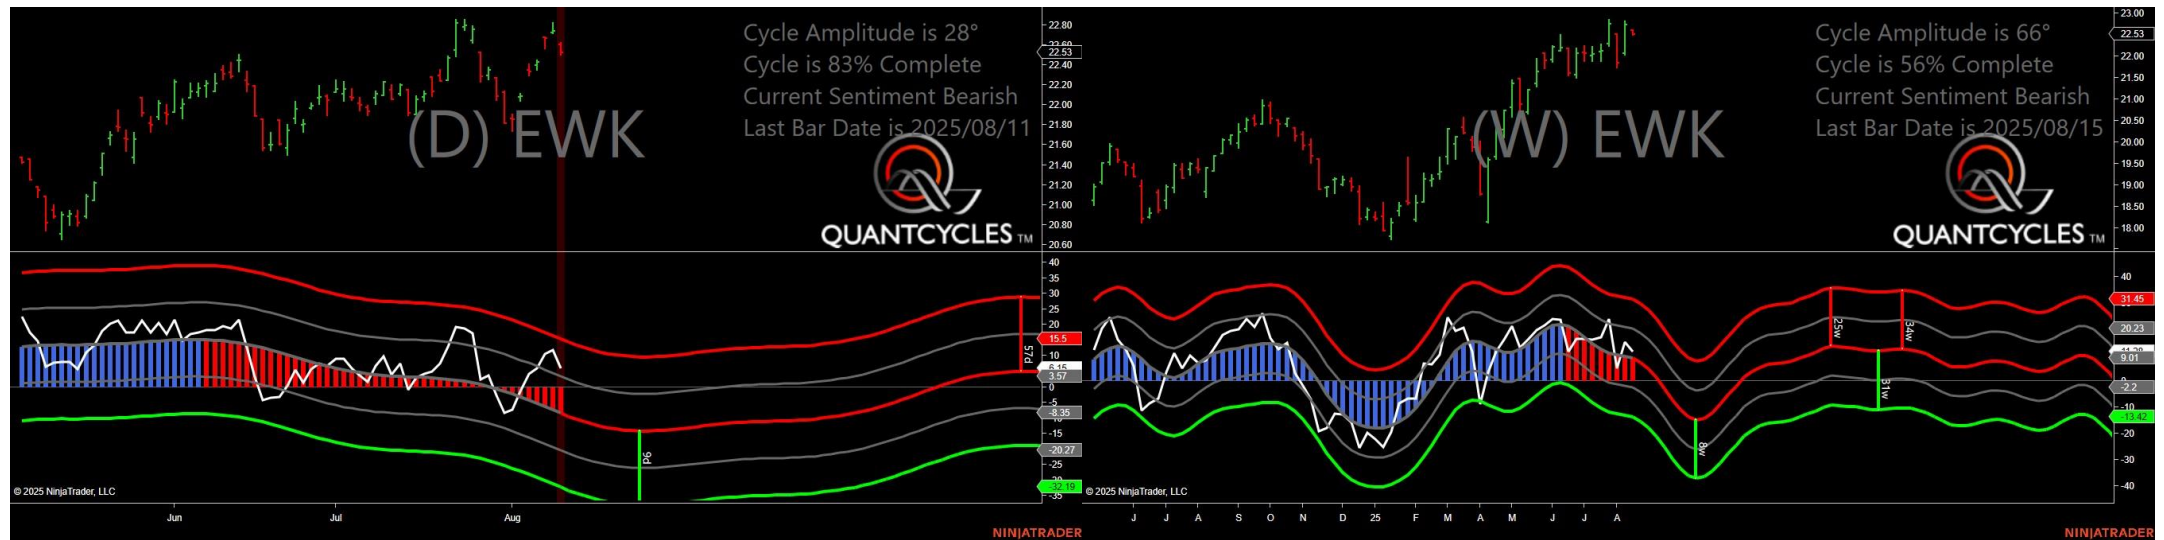 Cycle Amplitude is 28°
Cycle is 83% Complete
Current Sentiment Bearish
Last Bar Date is 2025/08/11
(D) EWK
QUANTCYCLES TM
22.80
22.53
22.40
22.20
22.00
21.80
21.60
21.40
21.20
21.00
20.80
20.60
40
35
30
25
20
15.5
10
6.15
3.57
0
-5
-8.35
-15
-20.27
-25
-32.19
-35
57d
9d
© 2025 NinjaTrader, LLC
Jun
Jul
Aug
NINJATRADER
Cycle Amplitude is 66°
Cycle is 56% Complete
Current Sentiment Bearish
Last Bar Date is 2025/08/15
(W) EWK
QUANTCYCLES TM
23.00
22.53
22.00
21.50
21.00
20.50
20.00
19.50
19.00
18.50
18.00
40
31.45
20.23
9.01
-2.2
-10
-13.42
-20
-30
-40
25w
34w
31w
8w
© 2025 NinjaTrader, LLC
J
J
A
S
O
N
D
25
F
M
A
M
J
J
A
NINJATRADER